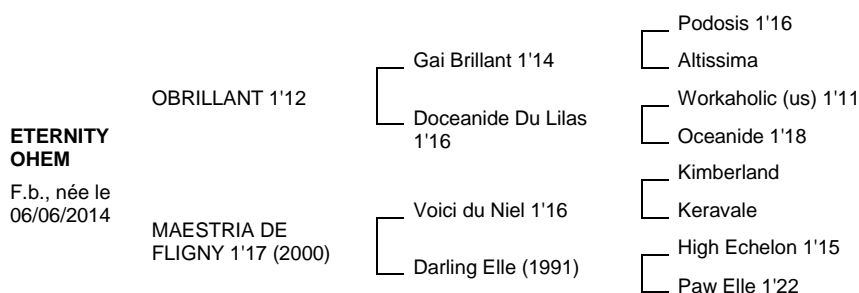 ETERNITY
OHEM
F.b., née le
06/06/2014
OBRILLANT 1'12
MAESTRIA DE
FLIGNY 1'17 (2000)
Gai Brillant 1'14
Doceanide Du Lilas
1'16
Voici du Niel 1'16
Darling Elle (1991)
Podosis 1'16
Altissima
Workaholic (us) 1'11
Oceanide 1'18
Kimberland
Keravale
High Echelon 1'15
Paw Elle 1'22